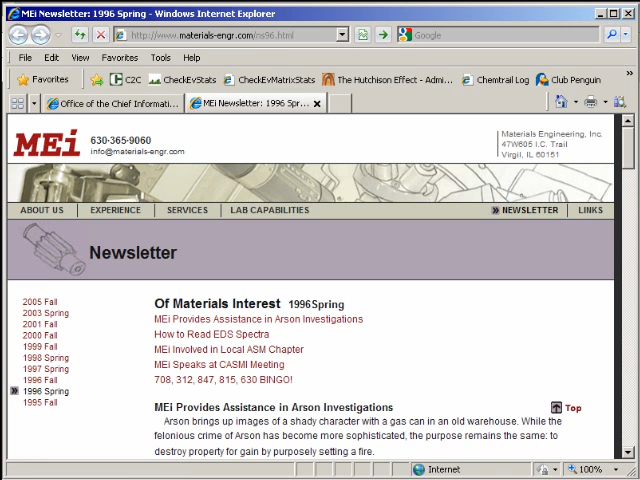 MEi Newsletter: 1996 Spring - Windows Internet Explorer
http://www.materials-engr.com/ns96.html
Google
File Edit View Favorites Tools Help
Favorites C2C CheckEvStats CheckEvMatrixStats The Hutchison Effect - Admi... Chemtrail Log Club Penguin
Office of the Chief Informati... MEi Newsletter: 1996 Spr...
MEi
630-365-9060
info@materials-engr.com
Materials Engineering, Inc.
47W605 I.C. Trail
Virgil, IL 60151
ABOUT US EXPERIENCE SERVICES LAB CAPABILITIES NEWSLETTER LINKS
Newsletter
2005 Fall
2003 Spring
2001 Fall
2000 Fall
1999 Fall
1998 Spring
1997 Spring
1996 Fall
1996 Spring
1995 Fall
Of Materials Interest 1996Spring
MEi Provides Assistance in Arson Investigations
How to Read EDS Spectra
MEi Involved in Local ASM Chapter
MEi Speaks at CASMI Meeting
708, 312, 847, 815, 630 BINGO!
MEi Provides Assistance in Arson Investigations
Top
Arson brings up images of a shady character with a gas can in an old warehouse. While the
felonious crime of Arson has become more sophisticated, the purpose remains the same: to
destroy property for gain by purposely setting a fire.
Internet
100%